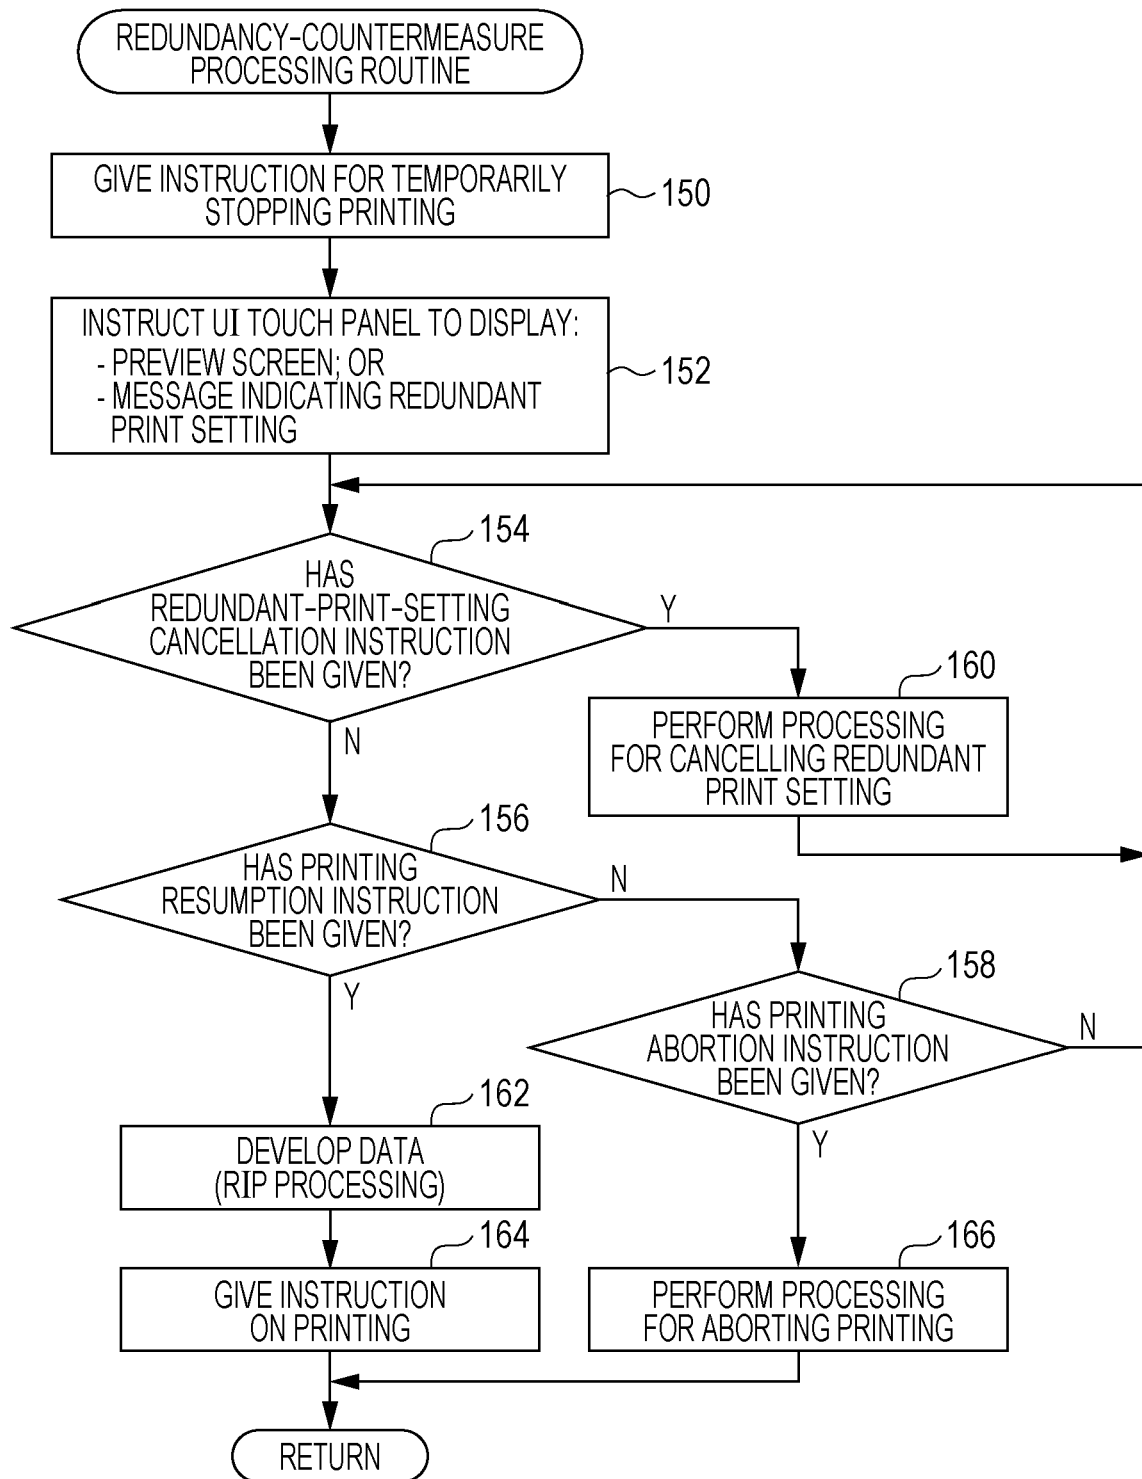 REDUNDANCY-COUNTERMEASURE
PROCESSING ROUTINE
GIVE INSTRUCTION FOR TEMPORARILY
STOPPING PRINTING
150
INSTRUCT UI TOUCH PANEL TO DISPLAY:
- PREVIEW SCREEN; OR
- MESSAGE INDICATING REDUNDANT
PRINT SETTING
152
154
HAS
REDUNDANT-PRINT-SETTING
CANCELLATION INSTRUCTION
BEEN GIVEN?
Y
N
160
PERFORM PROCESSING
FOR CANCELLING REDUNDANT
PRINT SETTING
156
HAS PRINTING
RESUMPTION INSTRUCTION
BEEN GIVEN?
N
Y
158
HAS PRINTING
ABORTION INSTRUCTION
BEEN GIVEN?
N
Y
162
DEVELOP DATA
(RIP PROCESSING)
164
GIVE INSTRUCTION
ON PRINTING
166
PERFORM PROCESSING
FOR ABORTING PRINTING
RETURN